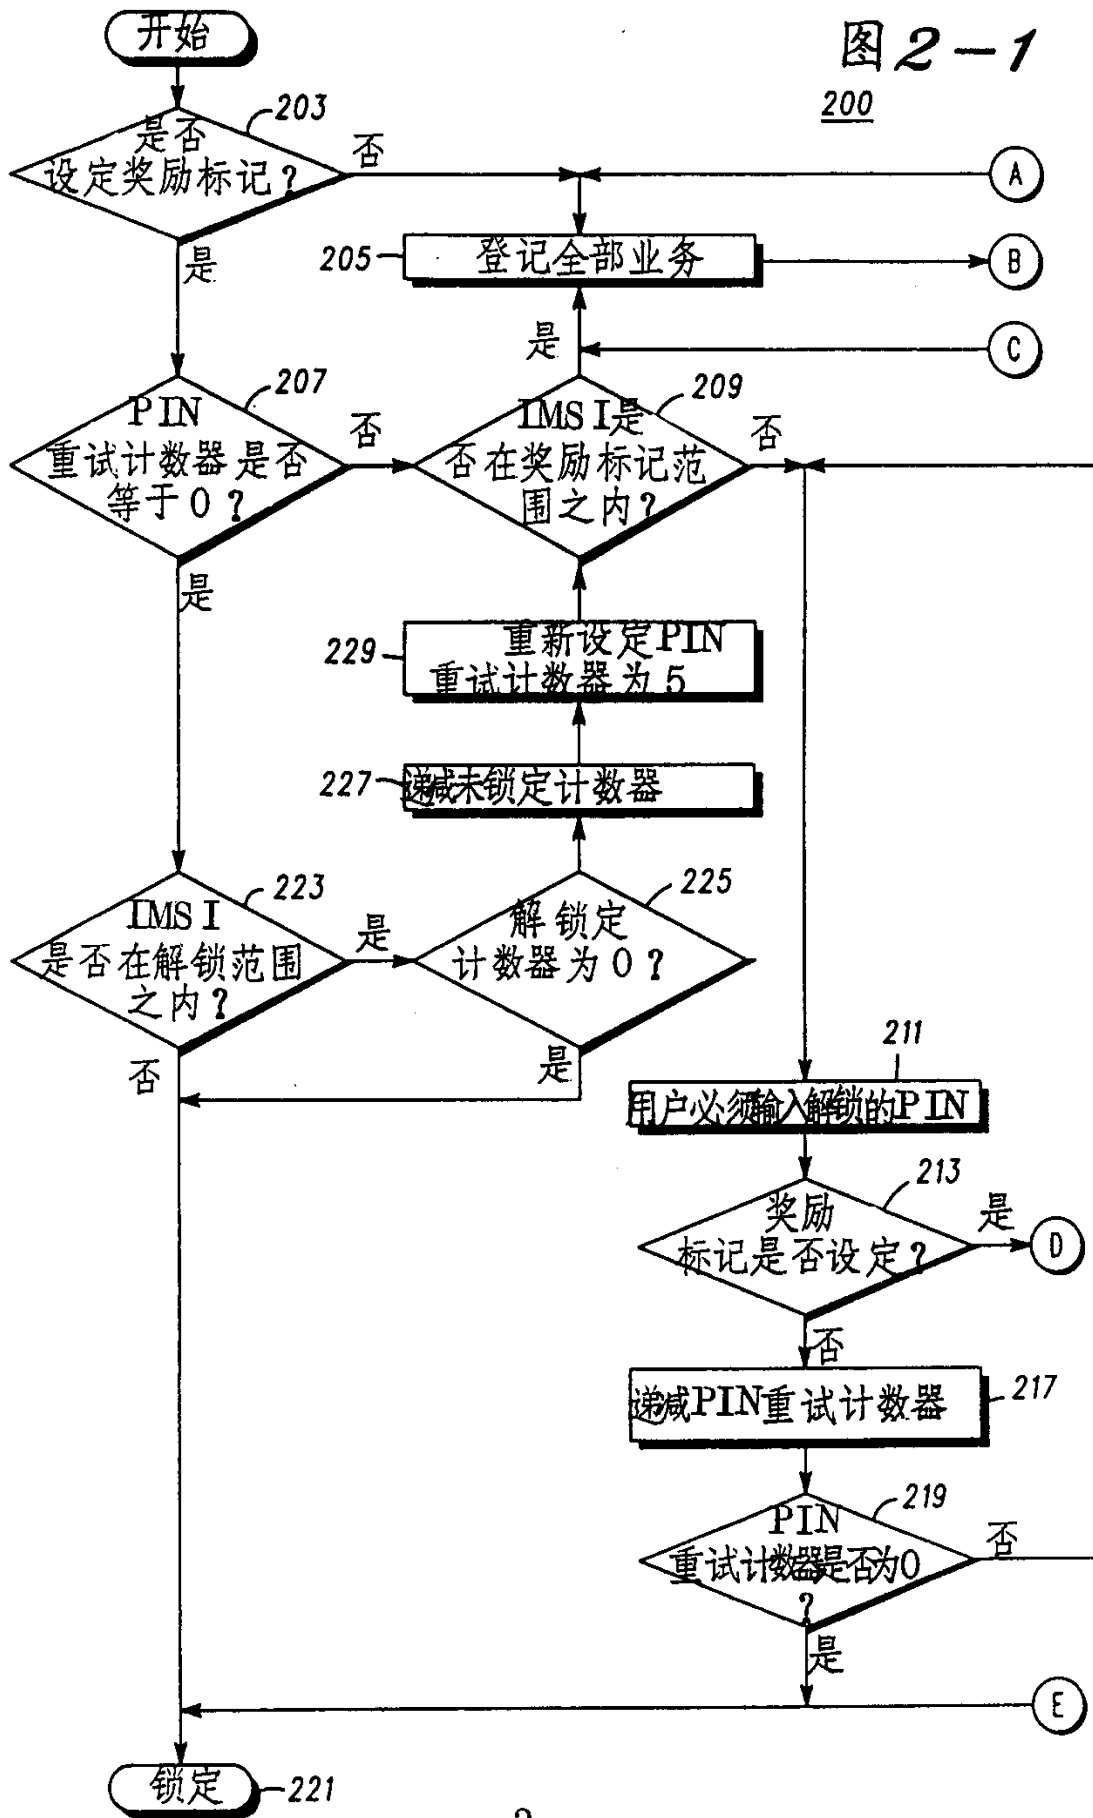 开始
图2-1
200
203
是否
设定奖励标记?
否
A
是
205
登记全部业务
B
是
C
207
PIN
重试计数器是否
等于0?
否
209
IMSI是
否在奖励标记范
围之内?
否
是
229
重新设定PIN
重试计数器为5
227
递减未锁定计数器
223
IMSI
是否在解锁范围
之内?
是
225
解锁定
计数器为0?
否
是
211
用户必须输入解锁的PIN
213
奖励
标记是否设定?
是
D
否
递减PIN重试计数器
217
219
PIN
重试计数器是否为0
?
否
是
E
锁定
221